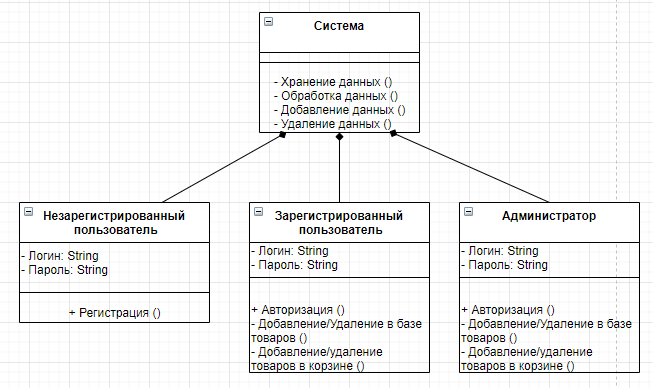 Система
- Хранение данных ()
- Обработка данных ()
- Добавление данных ()
- Удаление данных ()
Незарегистрированный
пользователь
- Логин: String
- Пароль: String
+ Регистрация ()
Зарегистрированный
пользователь
- Логин: String
- Пароль: String
+ Авторизация ()
- Добавление/Удаление в базе
товаров ()
- Добавление/удаление
товаров в корзине ()
Администратор
- Логин: String
- Пароль: String
+ Авторизация ()
- Добавление/Удаление в базе
товаров ()
- Добавление/удаление
товаров в корзине ()